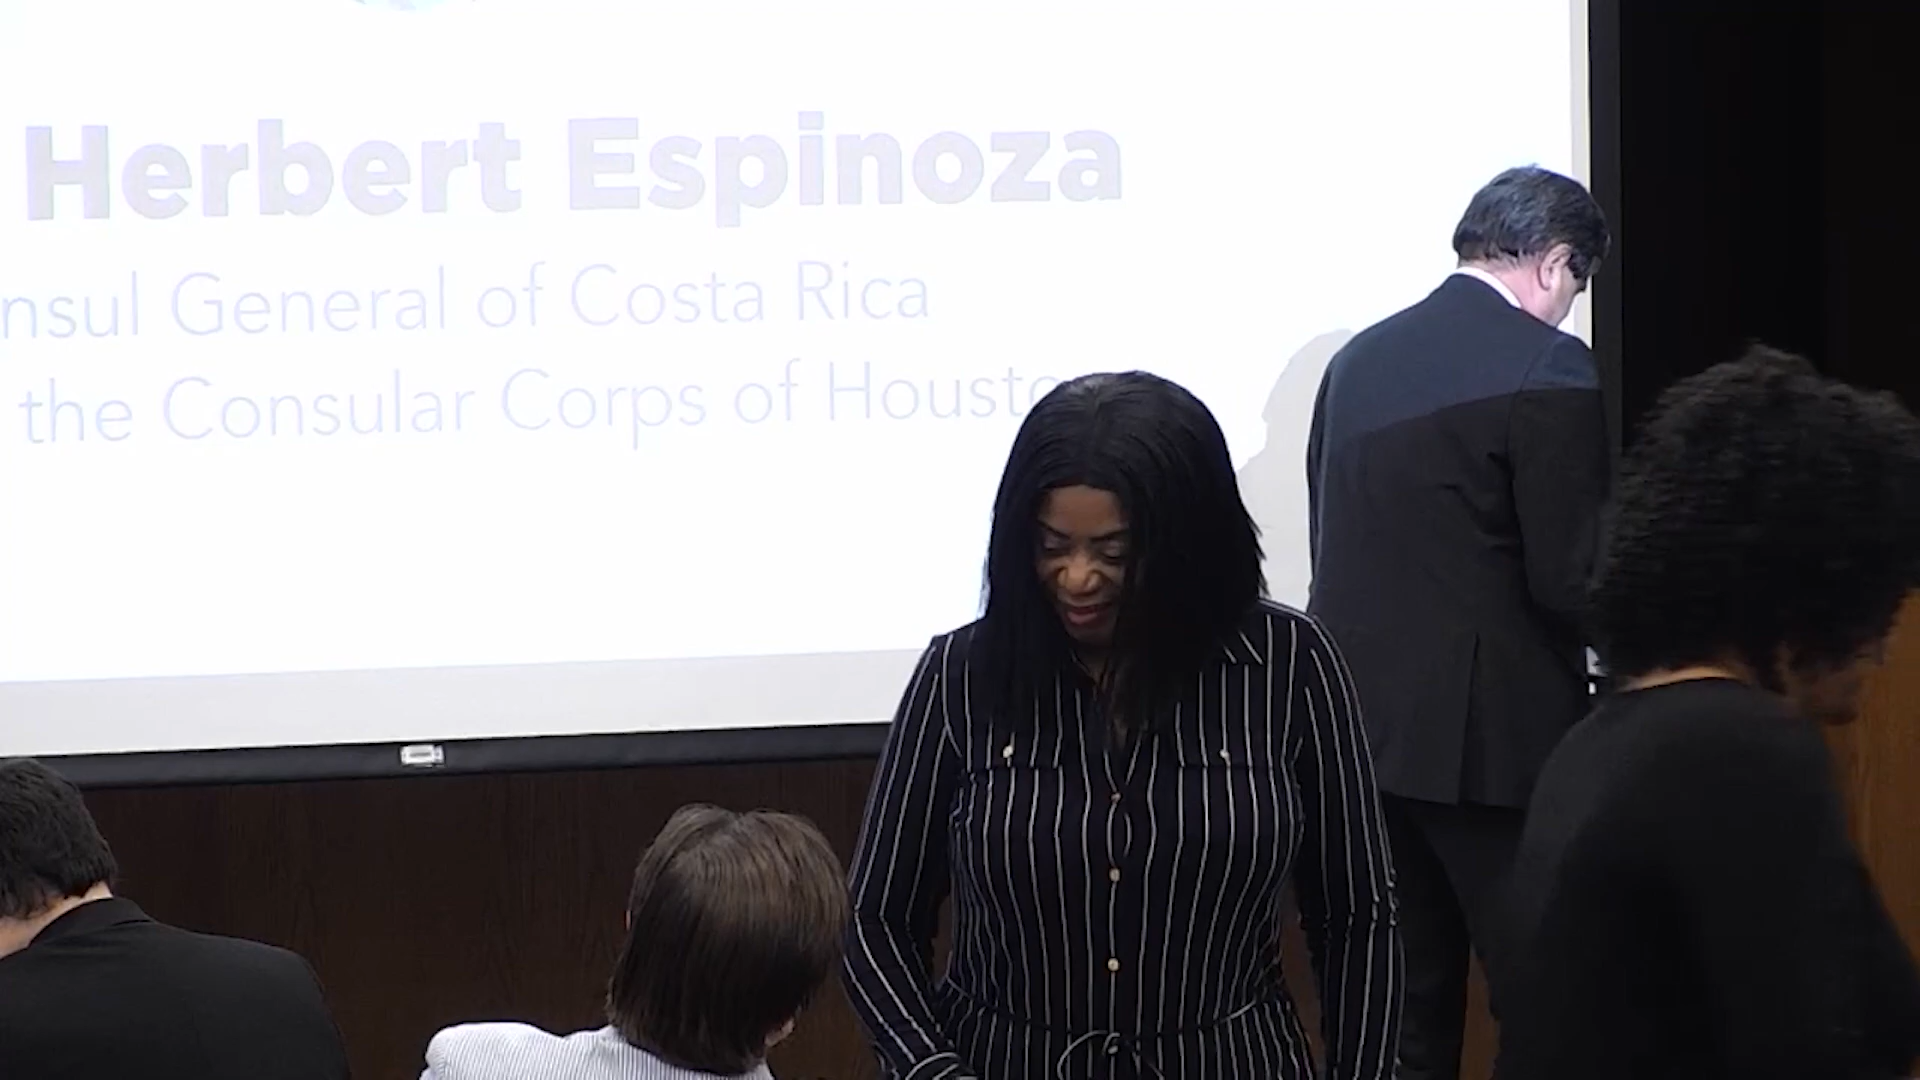 Herbert Espinoza
nsul General of Costa Rica
the Consular Corps of Housto